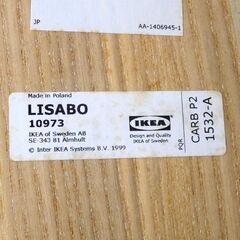 JP
AA-1406945-1
Made in Poland
LISABO
10973
IKEA of Sweden AB
SE-343 81 Älmhult
© Inter IKEA Systems B.V. 1999
IKEA
Design and Quality
IKEA of Sweden
PQR
CARB P2
1532-A